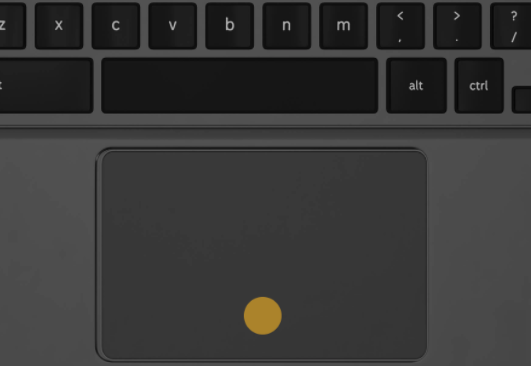 z x c v b n m < , > . ? /
t alt ctrl